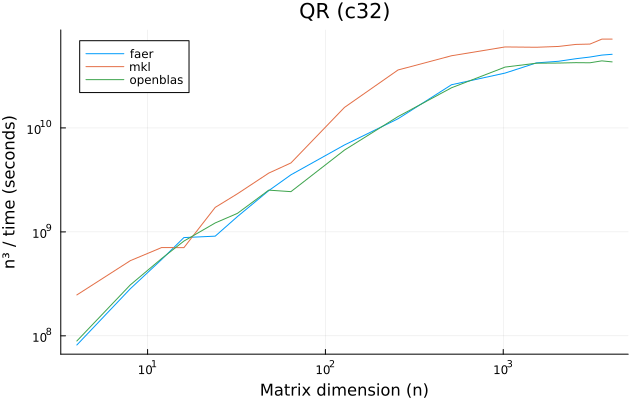 QR (c32)
faer
mkl
openblas
n³ / time (seconds)
10¹⁰
10⁹
10⁸
10¹
10²
10³
Matrix dimension (n)